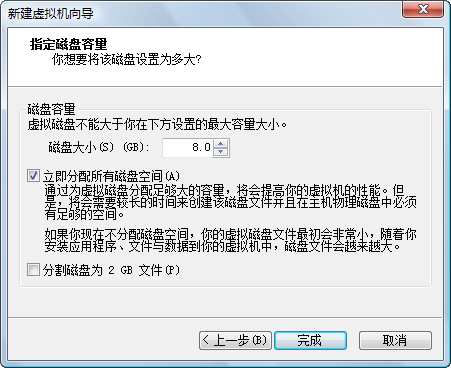 新建虚拟机向导
指定磁盘容量
你想要将该磁盘设置为多大?
磁盘容量
虚拟磁盘不能大于你在下方设置的最大容量大小。
磁盘大小(S) (GB): 8.0
立即分配所有磁盘空间(A)
通过为虚拟磁盘分配足够大的容量，将会提高你的虚拟机的性能。但
是，将会需要较长的时间来创建该磁盘文件并且在主机物理磁盘中必须
有足够的空间。
如果你现在不分配磁盘空间，你的虚拟磁盘文件最初会非常小，随着你
安装应用程序、文件与数据到你的虚拟机中，磁盘文件会越来越大。
分割磁盘为 2 GB 文件(P)
< 上一步(B) 完成 取消